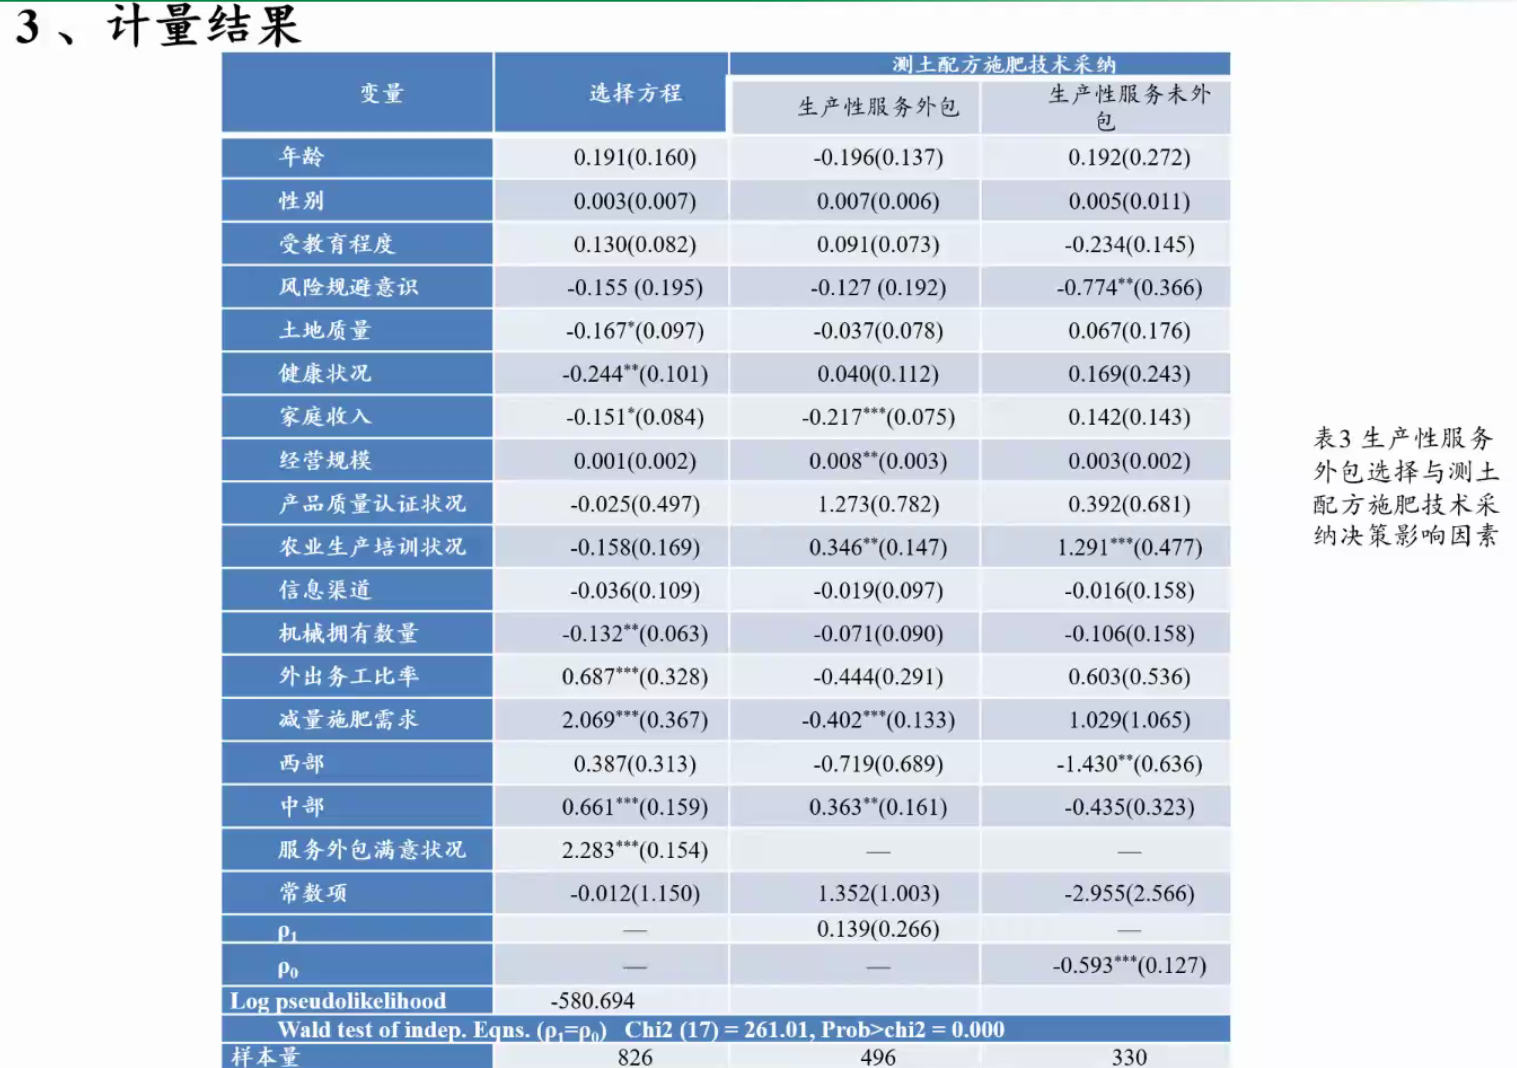 3、计量结果
变量 选择方程 测土配方施肥技术采纳
生产性服务外包 生产性服务未外包
年龄 0.191(0.160) -0.196(0.137) 0.192(0.272)
性别 0.003(0.007) 0.007(0.006) 0.005(0.011)
受教育程度 0.130(0.082) 0.091(0.073) -0.234(0.145)
风险规避意识 -0.155 (0.195) -0.127 (0.192) -0.774**(0.366)
土地质量 -0.167*(0.097) -0.037(0.078) 0.067(0.176)
健康状况 -0.244**(0.101) 0.040(0.112) 0.169(0.243)
家庭收入 -0.151*(0.084) -0.217***(0.075) 0.142(0.143)
经营规模 0.001(0.002) 0.008**(0.003) 0.003(0.002)
产品质量认证状况 -0.025(0.497) 1.273(0.782) 0.392(0.681)
农业生产培训状况 -0.158(0.169) 0.346**(0.147) 1.291***(0.477)
信息渠道 -0.036(0.109) -0.019(0.097) -0.016(0.158)
机械拥有数量 -0.132**(0.063) -0.071(0.090) -0.106(0.158)
外出务工比率 0.687***(0.328) -0.444(0.291) 0.603(0.536)
减量施肥需求 2.069***(0.367) -0.402***(0.133) 1.029(1.065)
西部 0.387(0.313) -0.719(0.689) -1.430**(0.636)
中部 0.661***(0.159) 0.363**(0.161) -0.435(0.323)
服务外包满意状况 2.283***(0.154) — —
常数项 -0.012(1.150) 1.352(1.003) -2.955(2.566)
ρ₁ — 0.139(0.266) —
ρ₀ — — -0.593***(0.127)
Log pseudolikelihood -580.694
Wald test of indep. Eqns. (ρ₁=ρ₀) Chi2 (17) = 261.01, Prob>chi2 = 0.000
样本量 826 496 330
表3 生产性服务
外包选择与测土
配方施肥技术采
纳决策影响因素